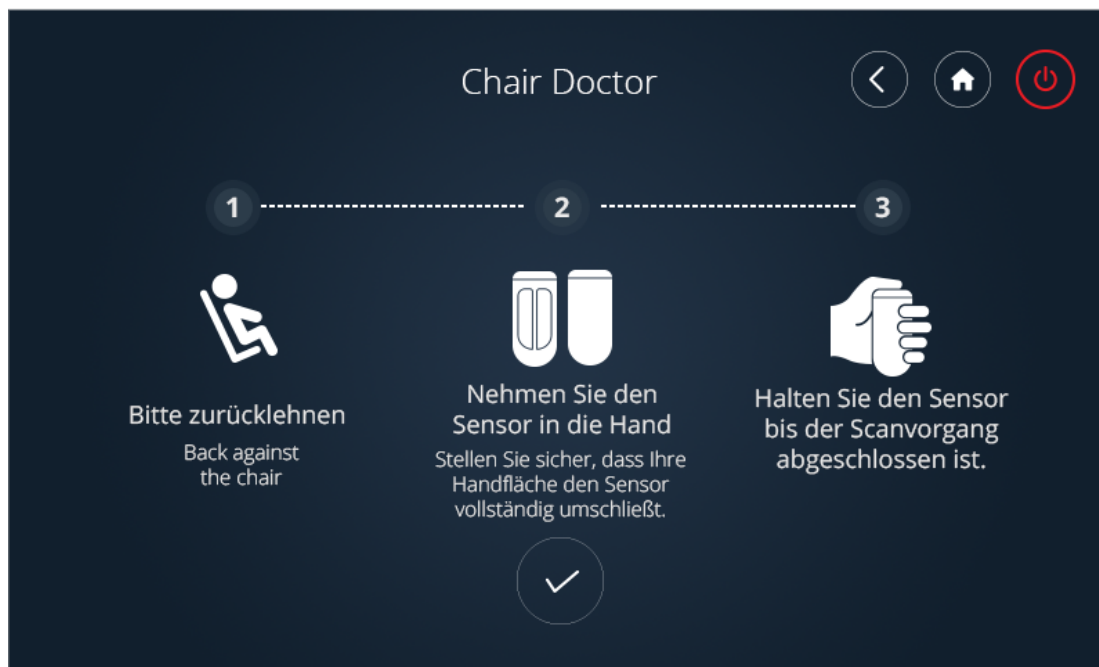 Chair Doctor
1
2
3
Bitte zurücklehnen
Back against
the chair
Nehmen Sie den
Sensor in die Hand
Stellen Sie sicher, dass Ihre
Handfläche den Sensor
vollständig umschließt.
Halten Sie den Sensor
bis der Scanvorgang
abgeschlossen ist.